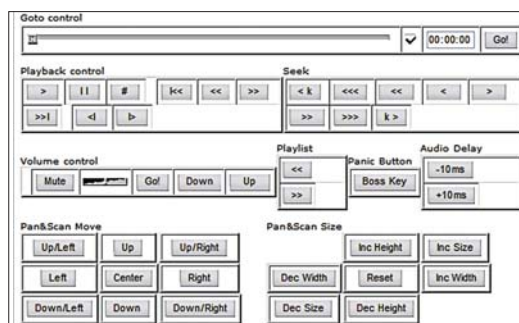 Goto control
00:00:00 Go!
Playback control Seek
> || # |<< << >> < k <<< << < >
>>| <| |> >> >>> k >
Playlist
Volume control Panic Button Audio Delay
Mute Go! Down Up << Boss Key -10ms
>> +10ms
Pan&Scan Move Pan&Scan Size
Up/Left Up Up/Right Inc Height Inc Size
Left Center Right Dec Width Reset Inc Width
Down/Left Down Down/Right Dec Size Dec Height